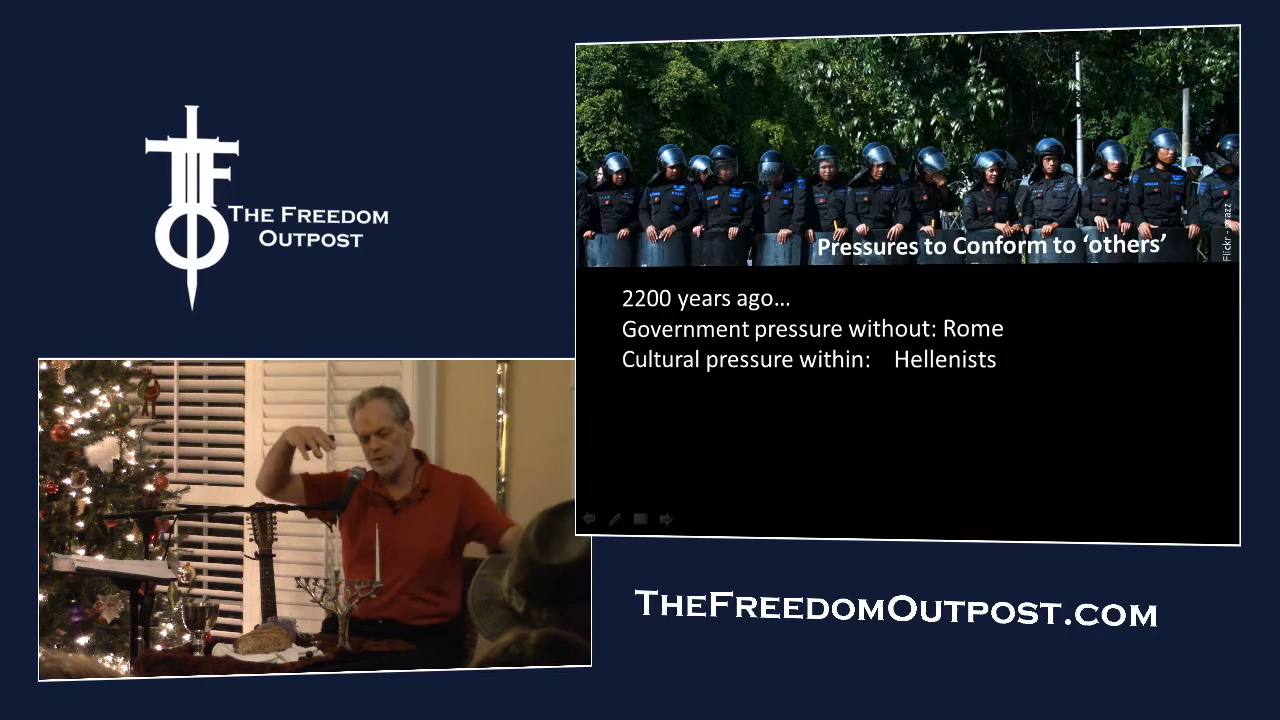 The Freedom
Outpost
Pressures to Conform to ‘others’
2200 years ago…
Government pressure without: Rome
Cultural pressure within: Hellenists
TheFreedomOutpost.com